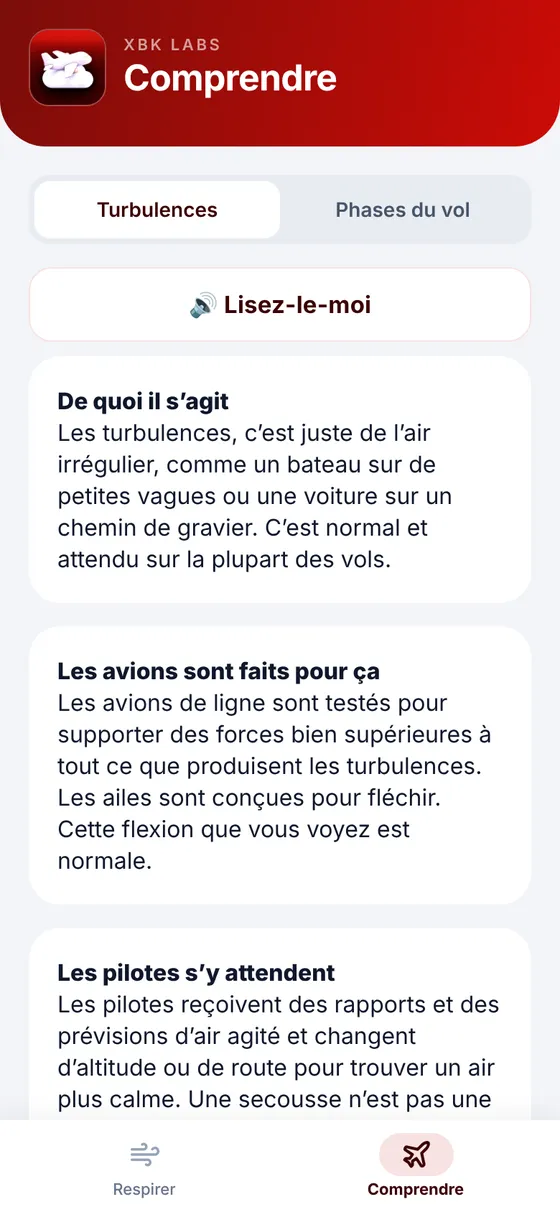 XBK LABS
Comprendre
Turbulences
Phases du vol
🔊 Lisez-le-moi
De quoi il s’agit
Les turbulences, c’est juste de l’air
irrégulier, comme un bateau sur de
petites vagues ou une voiture sur un
chemin de gravier. C’est normal et
attendu sur la plupart des vols.
Les avions sont faits pour ça
Les avions de ligne sont testés pour
supporter des forces bien supérieures à
tout ce que produisent les turbulences.
Les ailes sont conçues pour fléchir.
Cette flexion que vous voyez est
normale.
Les pilotes s’y attendent
Les pilotes reçoivent des rapports et des
prévisions d’air agité et changent
d’altitude ou de route pour trouver un air
plus calme. Une secousse n’est pas une
Respirer
Comprendre